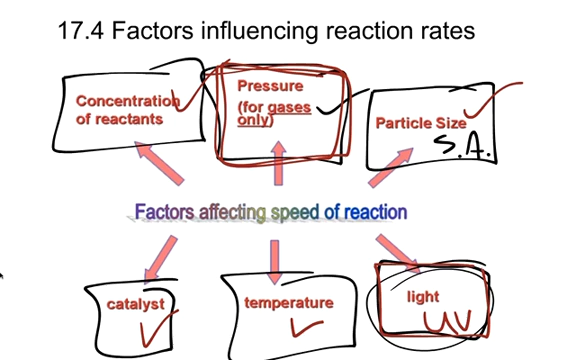 17.4 Factors influencing reaction rates
Concentration
of reactants
Pressure
(for gases
only)
Particle Size
S.A.
Factors affecting speed of reaction
catalyst
temperature
light
UV